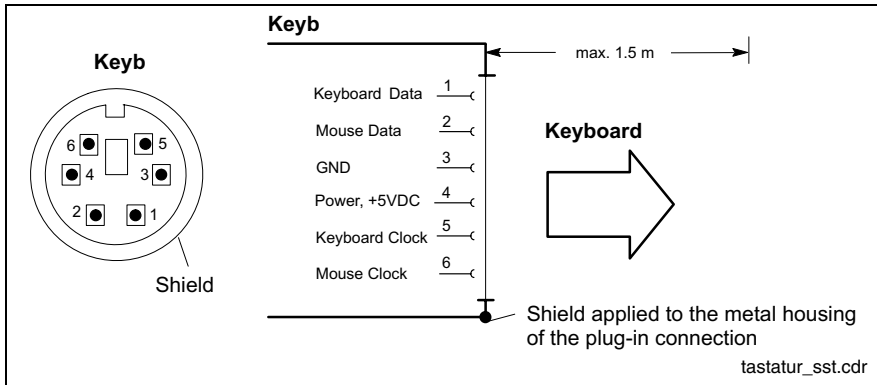 Keyb
6
5
4
3
2
1
Shield
Keyb
max. 1.5 m
Keyboard Data 1
Mouse Data 2
GND 3
Power, +5VDC 4
Keyboard Clock 5
Mouse Clock 6
Keyboard
Shield applied to the metal housing
of the plug-in connection
tastatur_sst.cdr